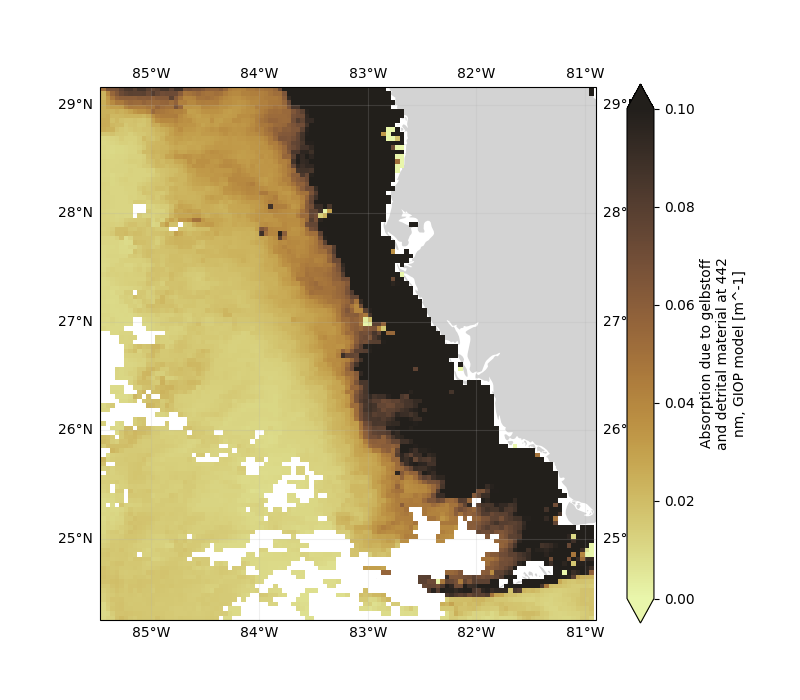 85°W 84°W 83°W 82°W 81°W
29°N 29°
28°N 28°
27°N 27°
26°N 26°
25°N 25°
85°W 84°W 83°W 82°W 81°W
0.10
0.08
0.06
0.04
0.02
0.00
Absorption due to gelbstoff
and detrital material at 442
nm, GIOP model [m^-1]